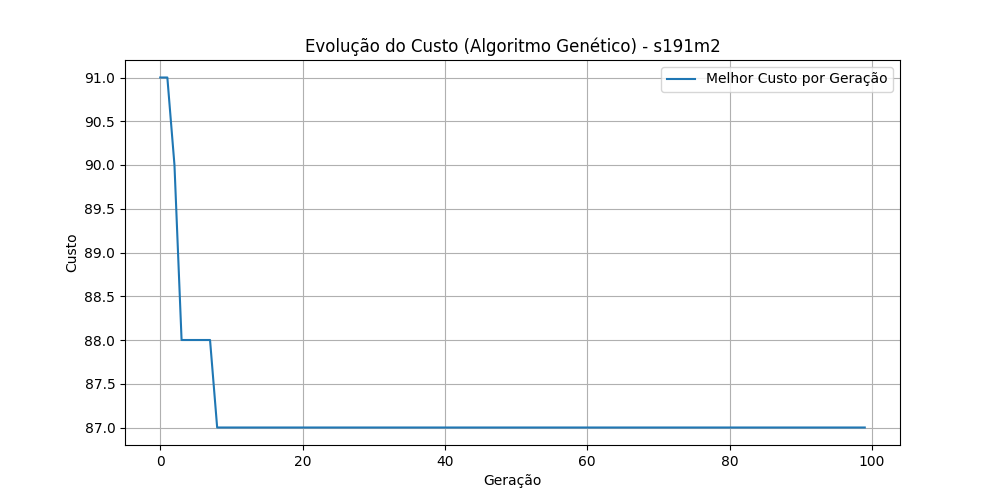 Evolução do Custo (Algoritmo Genético) - s191m2
Melhor Custo por Geração
Custo
91.0
90.5
90.0
89.5
89.0
88.5
88.0
87.5
87.0
0 20 40 60 80 100
Geração